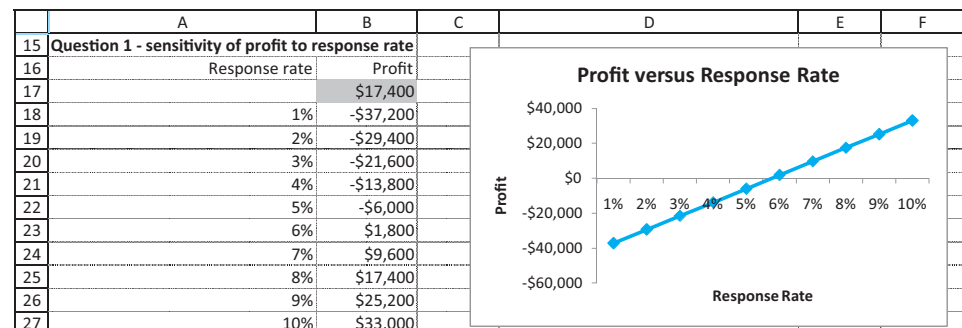 A B C D E F
15 Question 1 - sensitivity of profit to response rate
16 Response rate Profit
17 $17,400
18 1% -$37,200
19 2% -$29,400
20 3% -$21,600
21 4% -$13,800
22 5% -$6,000
23 6% $1,800
24 7% $9,600
25 8% $17,400
26 9% $25,200
27 10% $33,000
Profit versus Response Rate
$40,000
$20,000
$0
-$20,000
-$40,000
-$60,000
Profit
1% 2% 3% 4% 5% 6% 7% 8% 9% 10%
Response Rate